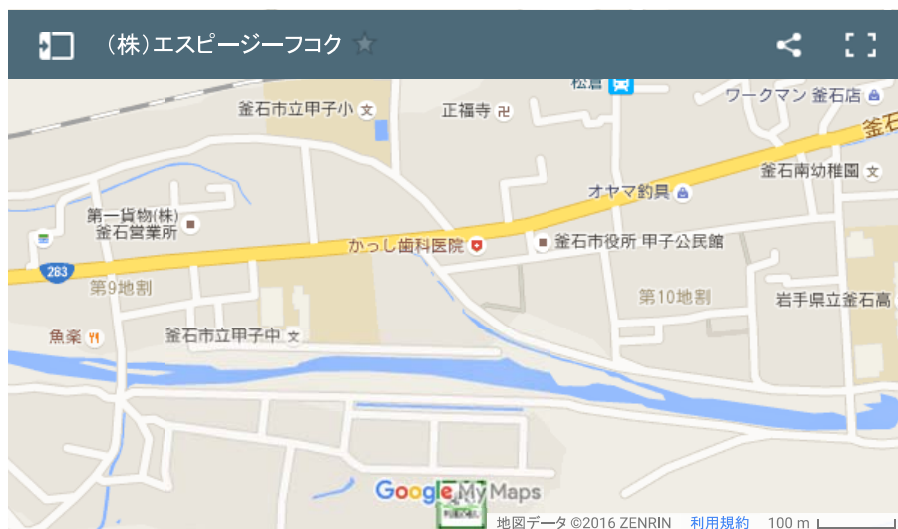 （株）エスピージーフコク
松倉
釜石市立甲子小
正福寺
ワークマン 釜石店
釜石
釜石南幼稚園
オヤマ釣具
第一貨物(株)
釜石営業所
かっし歯科医院
釜石市役所 甲子公民館
283
第9地割
第10地割
岩手県立釜石高
魚楽
釜石市立甲子中
Google My Maps
地図データ ©2016 ZENRIN 利用規約 100 m